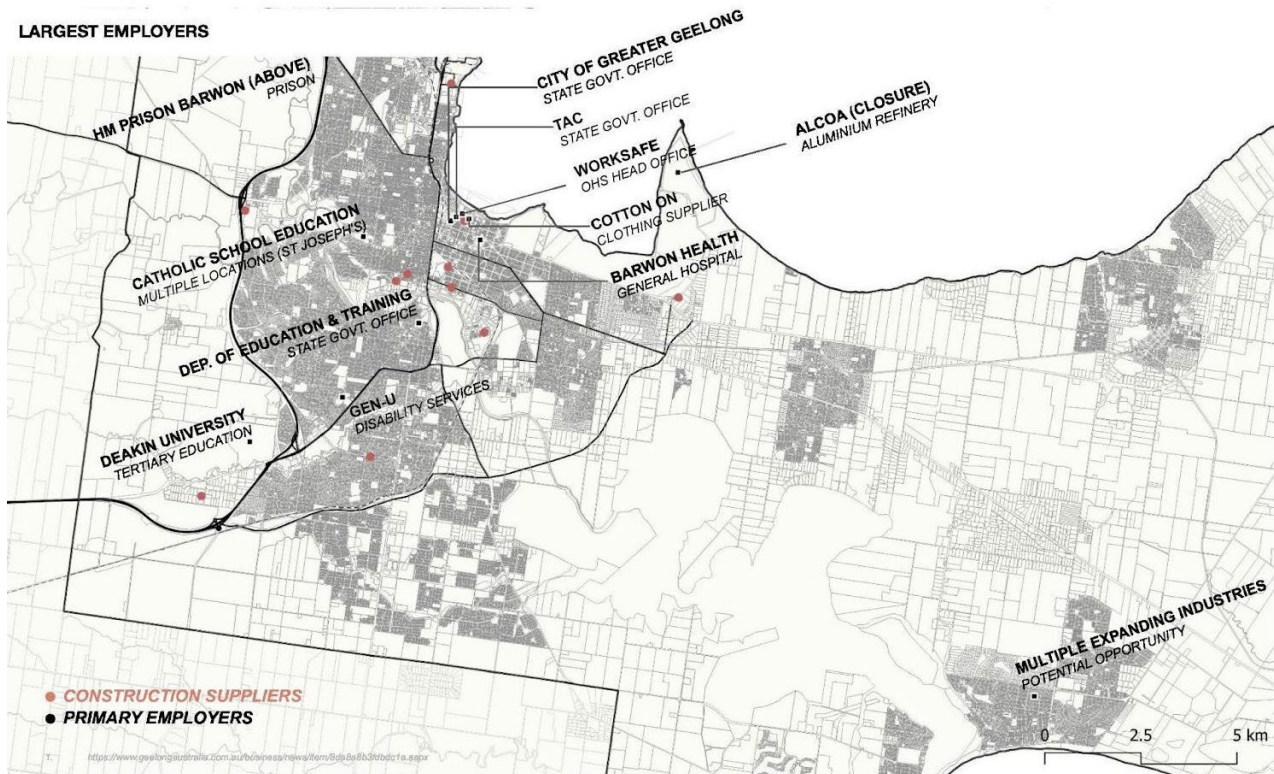 LARGEST EMPLOYERS
HM PRISON BARWON (ABOVE)
PRISON
CITY OF GREATER GEELONG
STATE GOVT. OFFICE
TAC
STATE GOVT. OFFICE
WORKSAFE
OHS HEAD OFFICE
ALCOA (CLOSURE)
ALUMINIUM REFINERY
COTTON ON
CLOTHING SUPPLIER
CATHOLIC SCHOOL EDUCATION
MULTIPLE LOCATIONS (ST JOSEPH'S)
BARWON HEALTH
GENERAL HOSPITAL
DEP. OF EDUCATION & TRAINING
STATE GOVT. OFFICE
GEN-U
DISABILITY SERVICES
DEAKIN UNIVERSITY
TERTIARY EDUCATION
MULTIPLE EXPANDING INDUSTRIES
POTENTIAL OPPORTUNITY
CONSTRUCTION SUPPLIERS
PRIMARY EMPLOYERS
0 2.5 5 km
1.